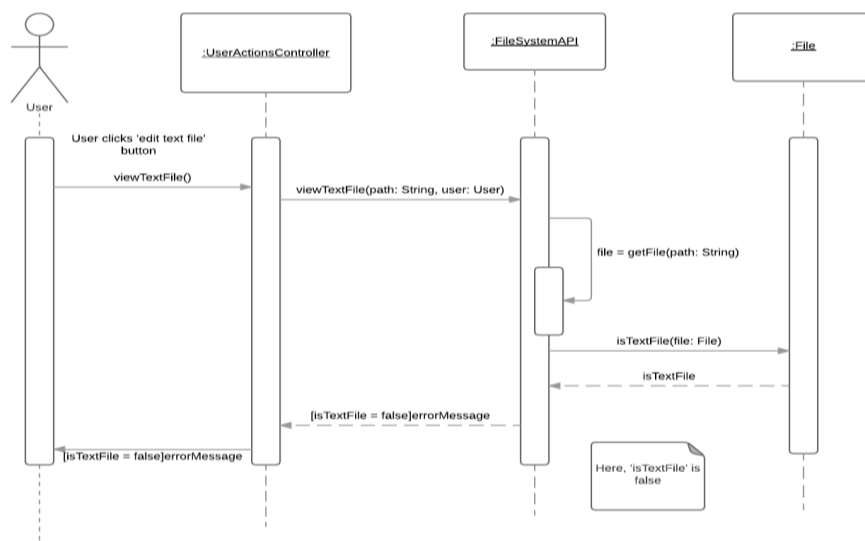 :UserActionsController
:FileSystemAPI
:File
User
User clicks 'edit text file'
button
viewTextFile()
viewTextFile(path: String, user: User)
file = getFile(path: String)
isTextFile(file: File)
isTextFile
[isTextFile = false]errorMessage
[isTextFile = false]errorMessage
Here, 'isTextFile' is
false